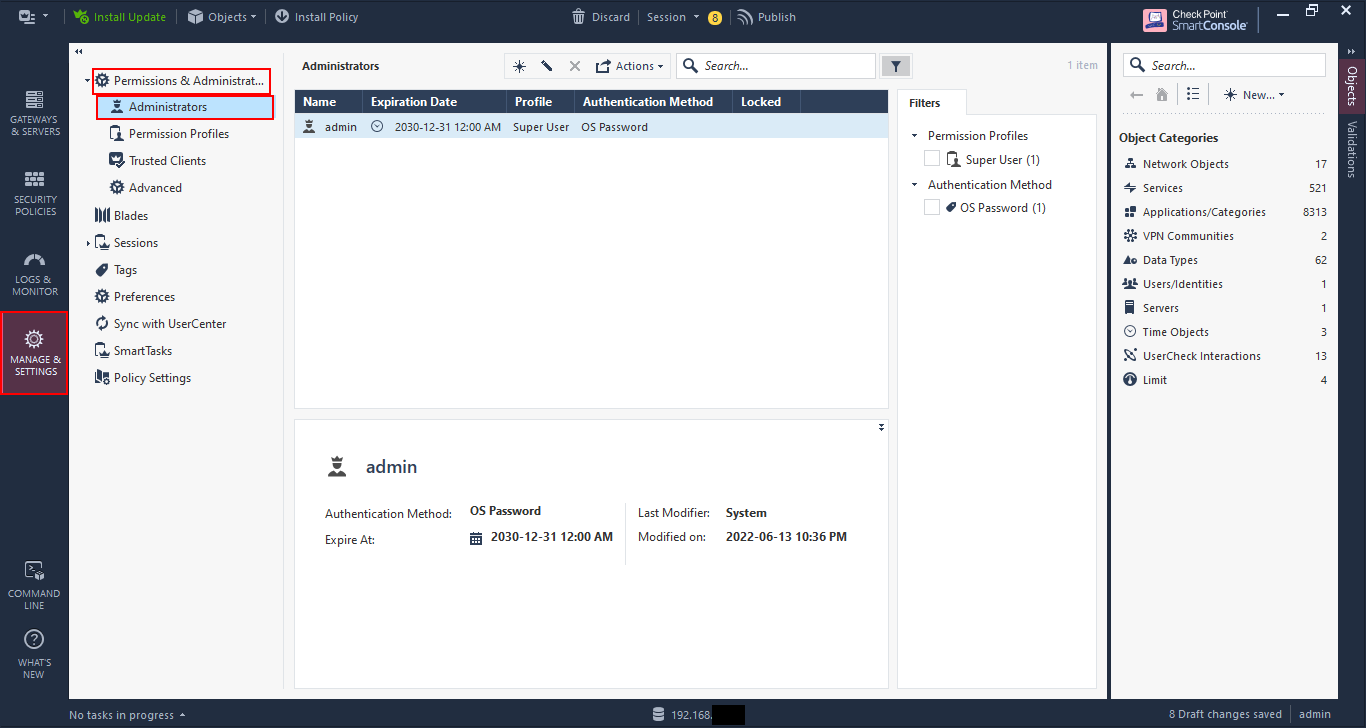 Install Update Objects Install Policy Discard Session 8 Publish Check Point SmartConsole
GATEWAYS
& SERVERS
SECURITY
POLICIES
LOGS &
MONITOR
MANAGE &
SETTINGS
COMMAND
LINE
WHAT'S
NEW
Permissions & Administrat...
Administrators
Permission Profiles
Trusted Clients
Advanced
Blades
Sessions
Tags
Preferences
Sync with UserCenter
SmartTasks
Policy Settings
Administrators Actions Search... 1 item
Name Expiration Date Profile Authentication Method Locked
admin 2030-12-31 12:00 AM Super User OS Password
Filters
Permission Profiles
Super User (1)
Authentication Method
OS Password (1)
admin
Authentication Method: OS Password
Expire At: 2030-12-31 12:00 AM
Last Modifier: System
Modified on: 2022-06-13 10:36 PM
Search...
New...
Object Categories
Network Objects 17
Services 521
Applications/Categories 8313
VPN Communities 2
Data Types 62
Users/Identities 1
Servers 1
Time Objects 3
UserCheck Interactions 13
Limit 4
Objects
Validations
No tasks in progress 192.168. 8 Draft changes saved admin